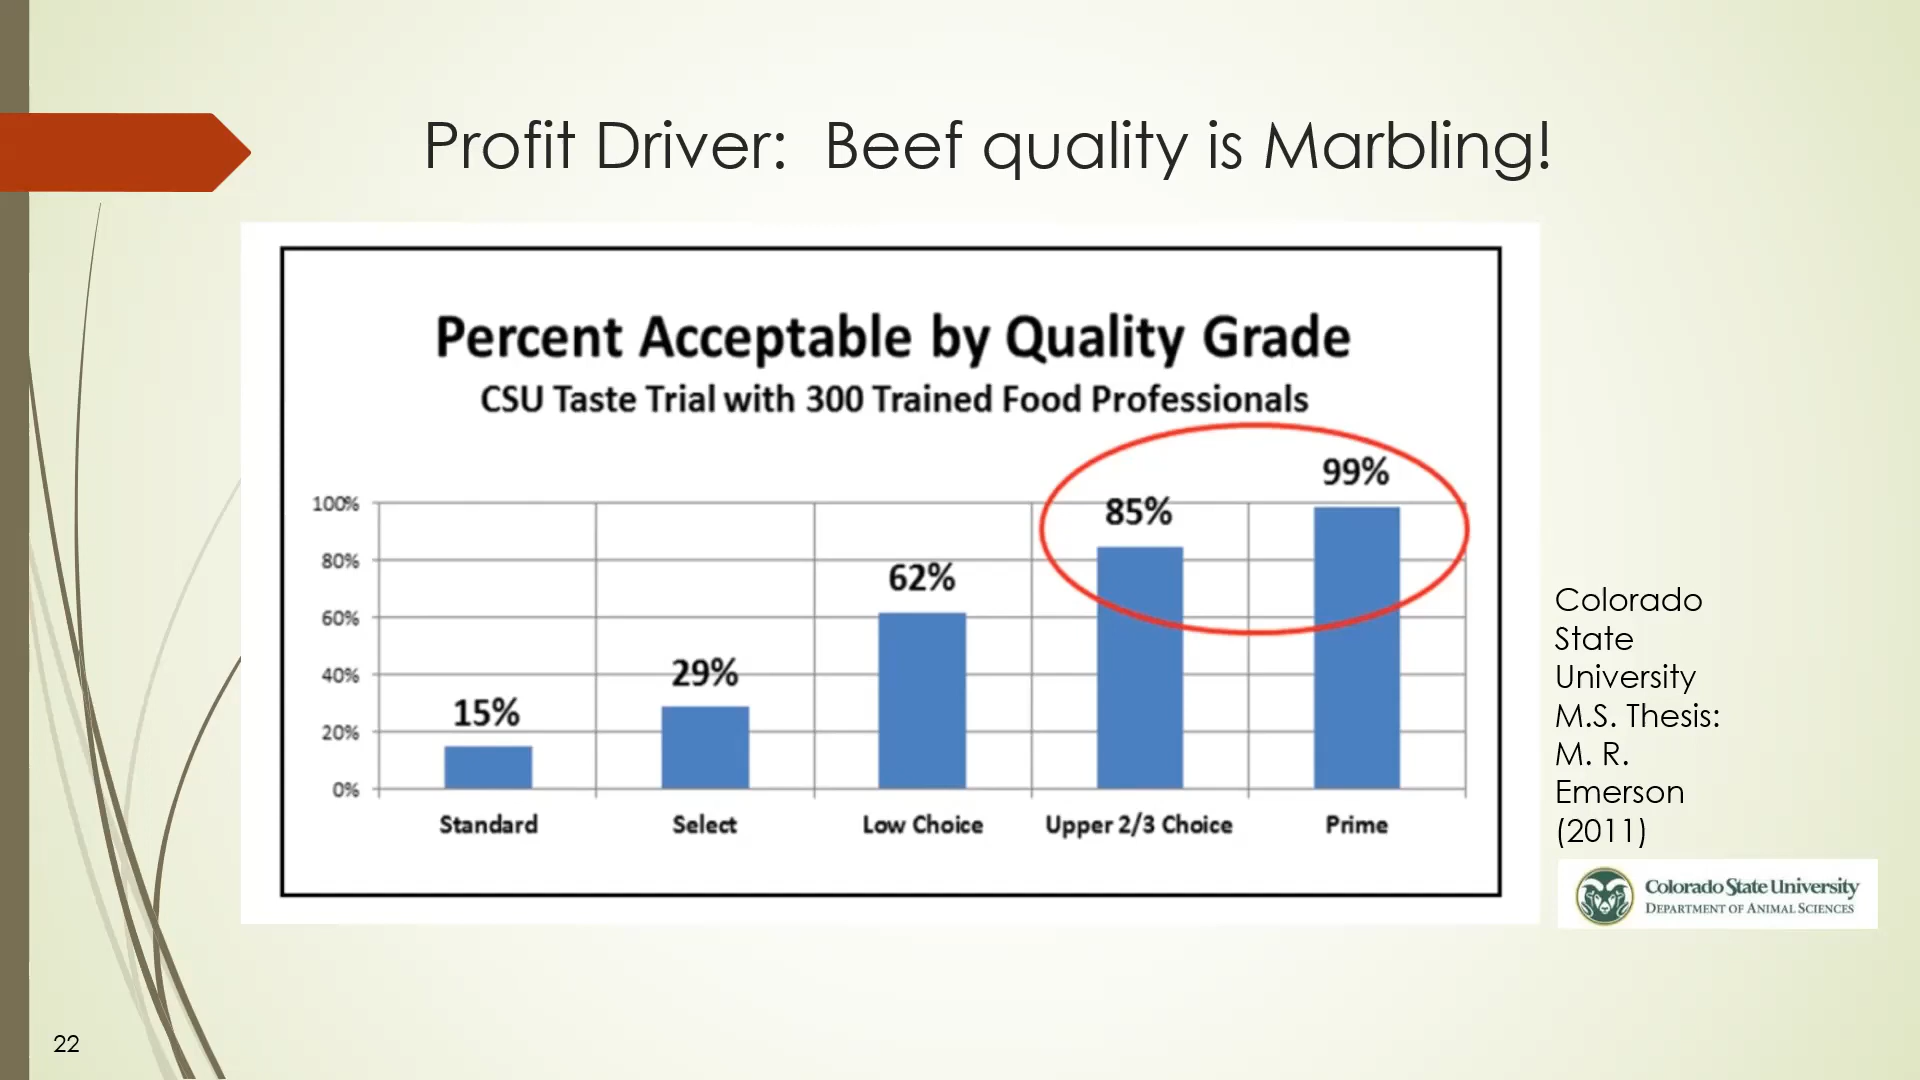 Profit Driver:  Beef quality is Marbling!
Percent Acceptable by Quality Grade
CSU Taste Trial with 300 Trained Food Professionals
100%
80%
60%
40%
20%
0%
15%
29%
62%
85%
99%
Standard
Select
Low Choice
Upper 2/3 Choice
Prime
Colorado
State
University
M.S. Thesis:
M. R.
Emerson
(2011)
Colorado State University
DEPARTMENT OF ANIMAL SCIENCES
22